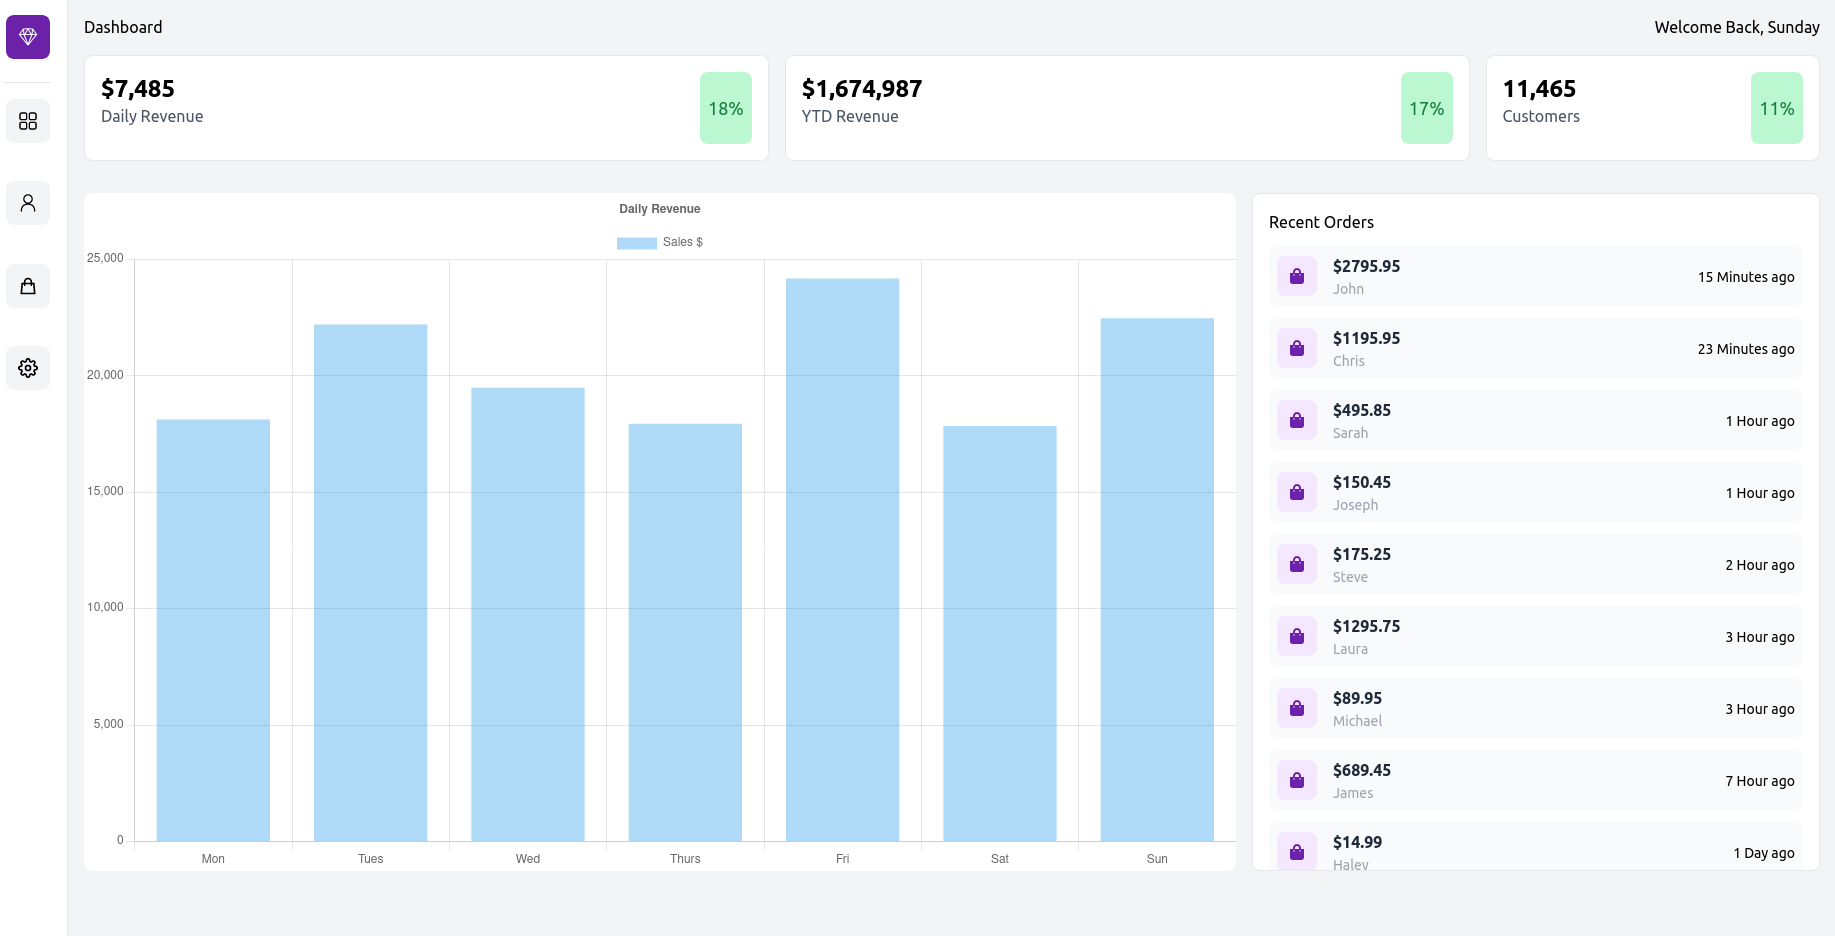 Dashboard
Welcome Back, Sunday
$7,485
Daily Revenue
18%
$1,674,987
YTD Revenue
17%
11,465
Customers
11%
Daily Revenue
Sales $
25,000
20,000
15,000
10,000
5,000
0
Mon Tues Wed Thurs Fri Sat Sun
Recent Orders
$2795.95
John
15 Minutes ago
$1195.95
Chris
23 Minutes ago
$495.85
Sarah
1 Hour ago
$150.45
Joseph
1 Hour ago
$175.25
Steve
2 Hour ago
$1295.75
Laura
3 Hour ago
$89.95
Michael
3 Hour ago
$689.45
James
7 Hour ago
$14.99
Haley
1 Day ago